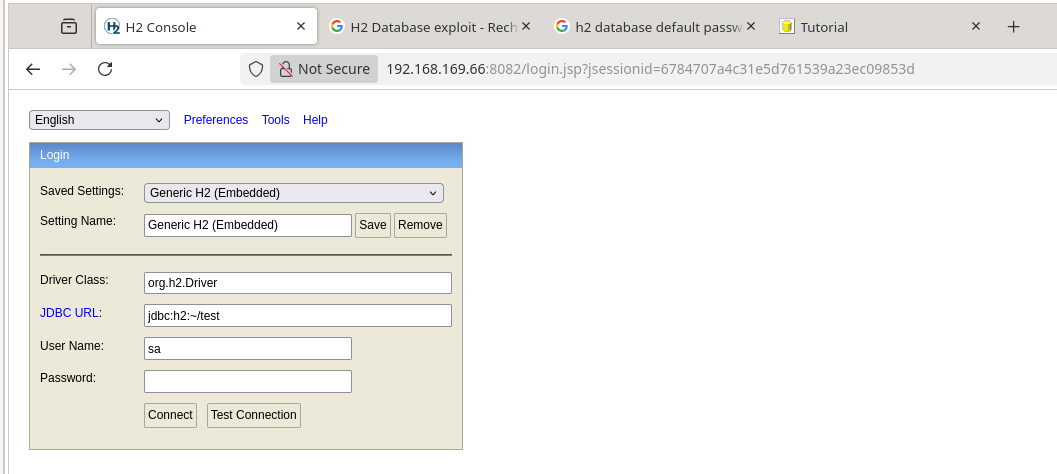 H2 Console
H2 Database exploit - Rech
h2 database default passw
Tutorial
Not Secure 192.168.169.66:8082/login.jsp?jsessionid=6784707a4c31e5d761539a23ec09853d
English Preferences Tools Help
Login
Saved Settings: Generic H2 (Embedded)
Setting Name: Generic H2 (Embedded) Save Remove
Driver Class: org.h2.Driver
JDBC URL: jdbc:h2:~/test
User Name: sa
Password:
Connect Test Connection